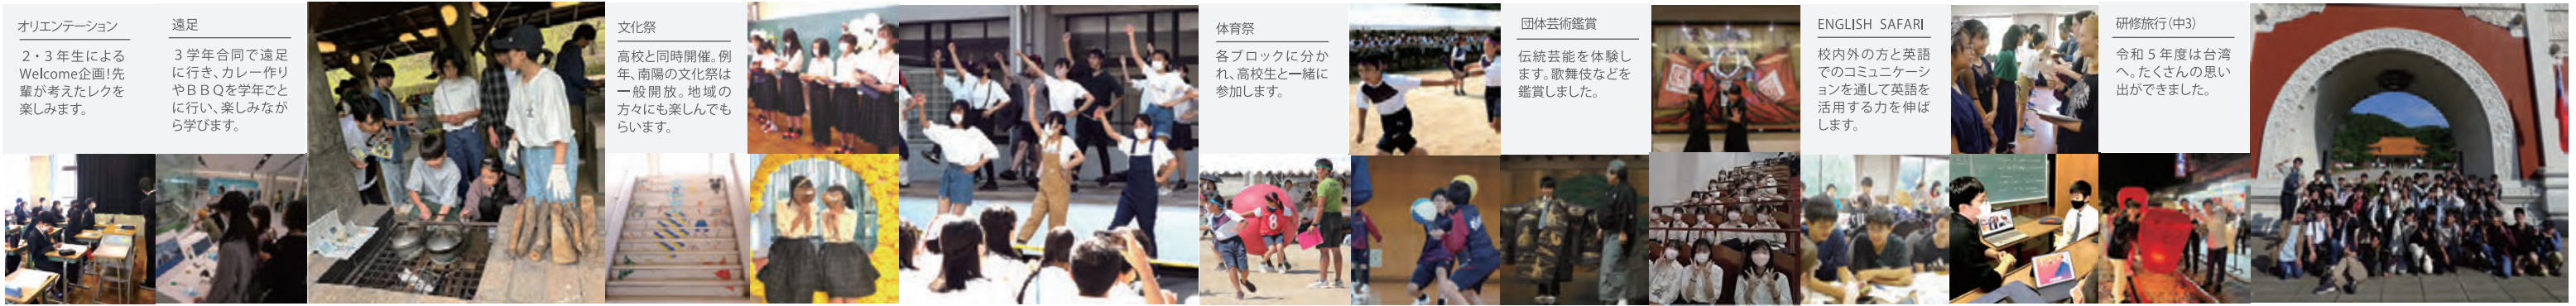 オリエンテーション
2・3年生による
Welcome企画!先
輩が考えたレクを
楽しみます。
遠足
3学年合同で遠足
に行き、カレー作り
やBBQを学年ごと
に行い、楽しみなが
ら学びます。
文化祭
高校と同時開催。例
年、南陽の文化祭は
一般開放。地域の
方々にも楽しんでも
らいます。
体育祭
各ブロックに分か
れ、高校生と一緒に
参加します。
団体芸術鑑賞
伝統芸能を体験し
ます。歌舞伎などを
鑑賞しました。
ENGLISH SAFARI
校内外の方と英語
でのコミュニケーシ
ョンを通して英語を
活用する力を伸ば
します。
研修旅行(中3)
令和5年度は台湾
へ。たくさんの思い
出ができました。
8